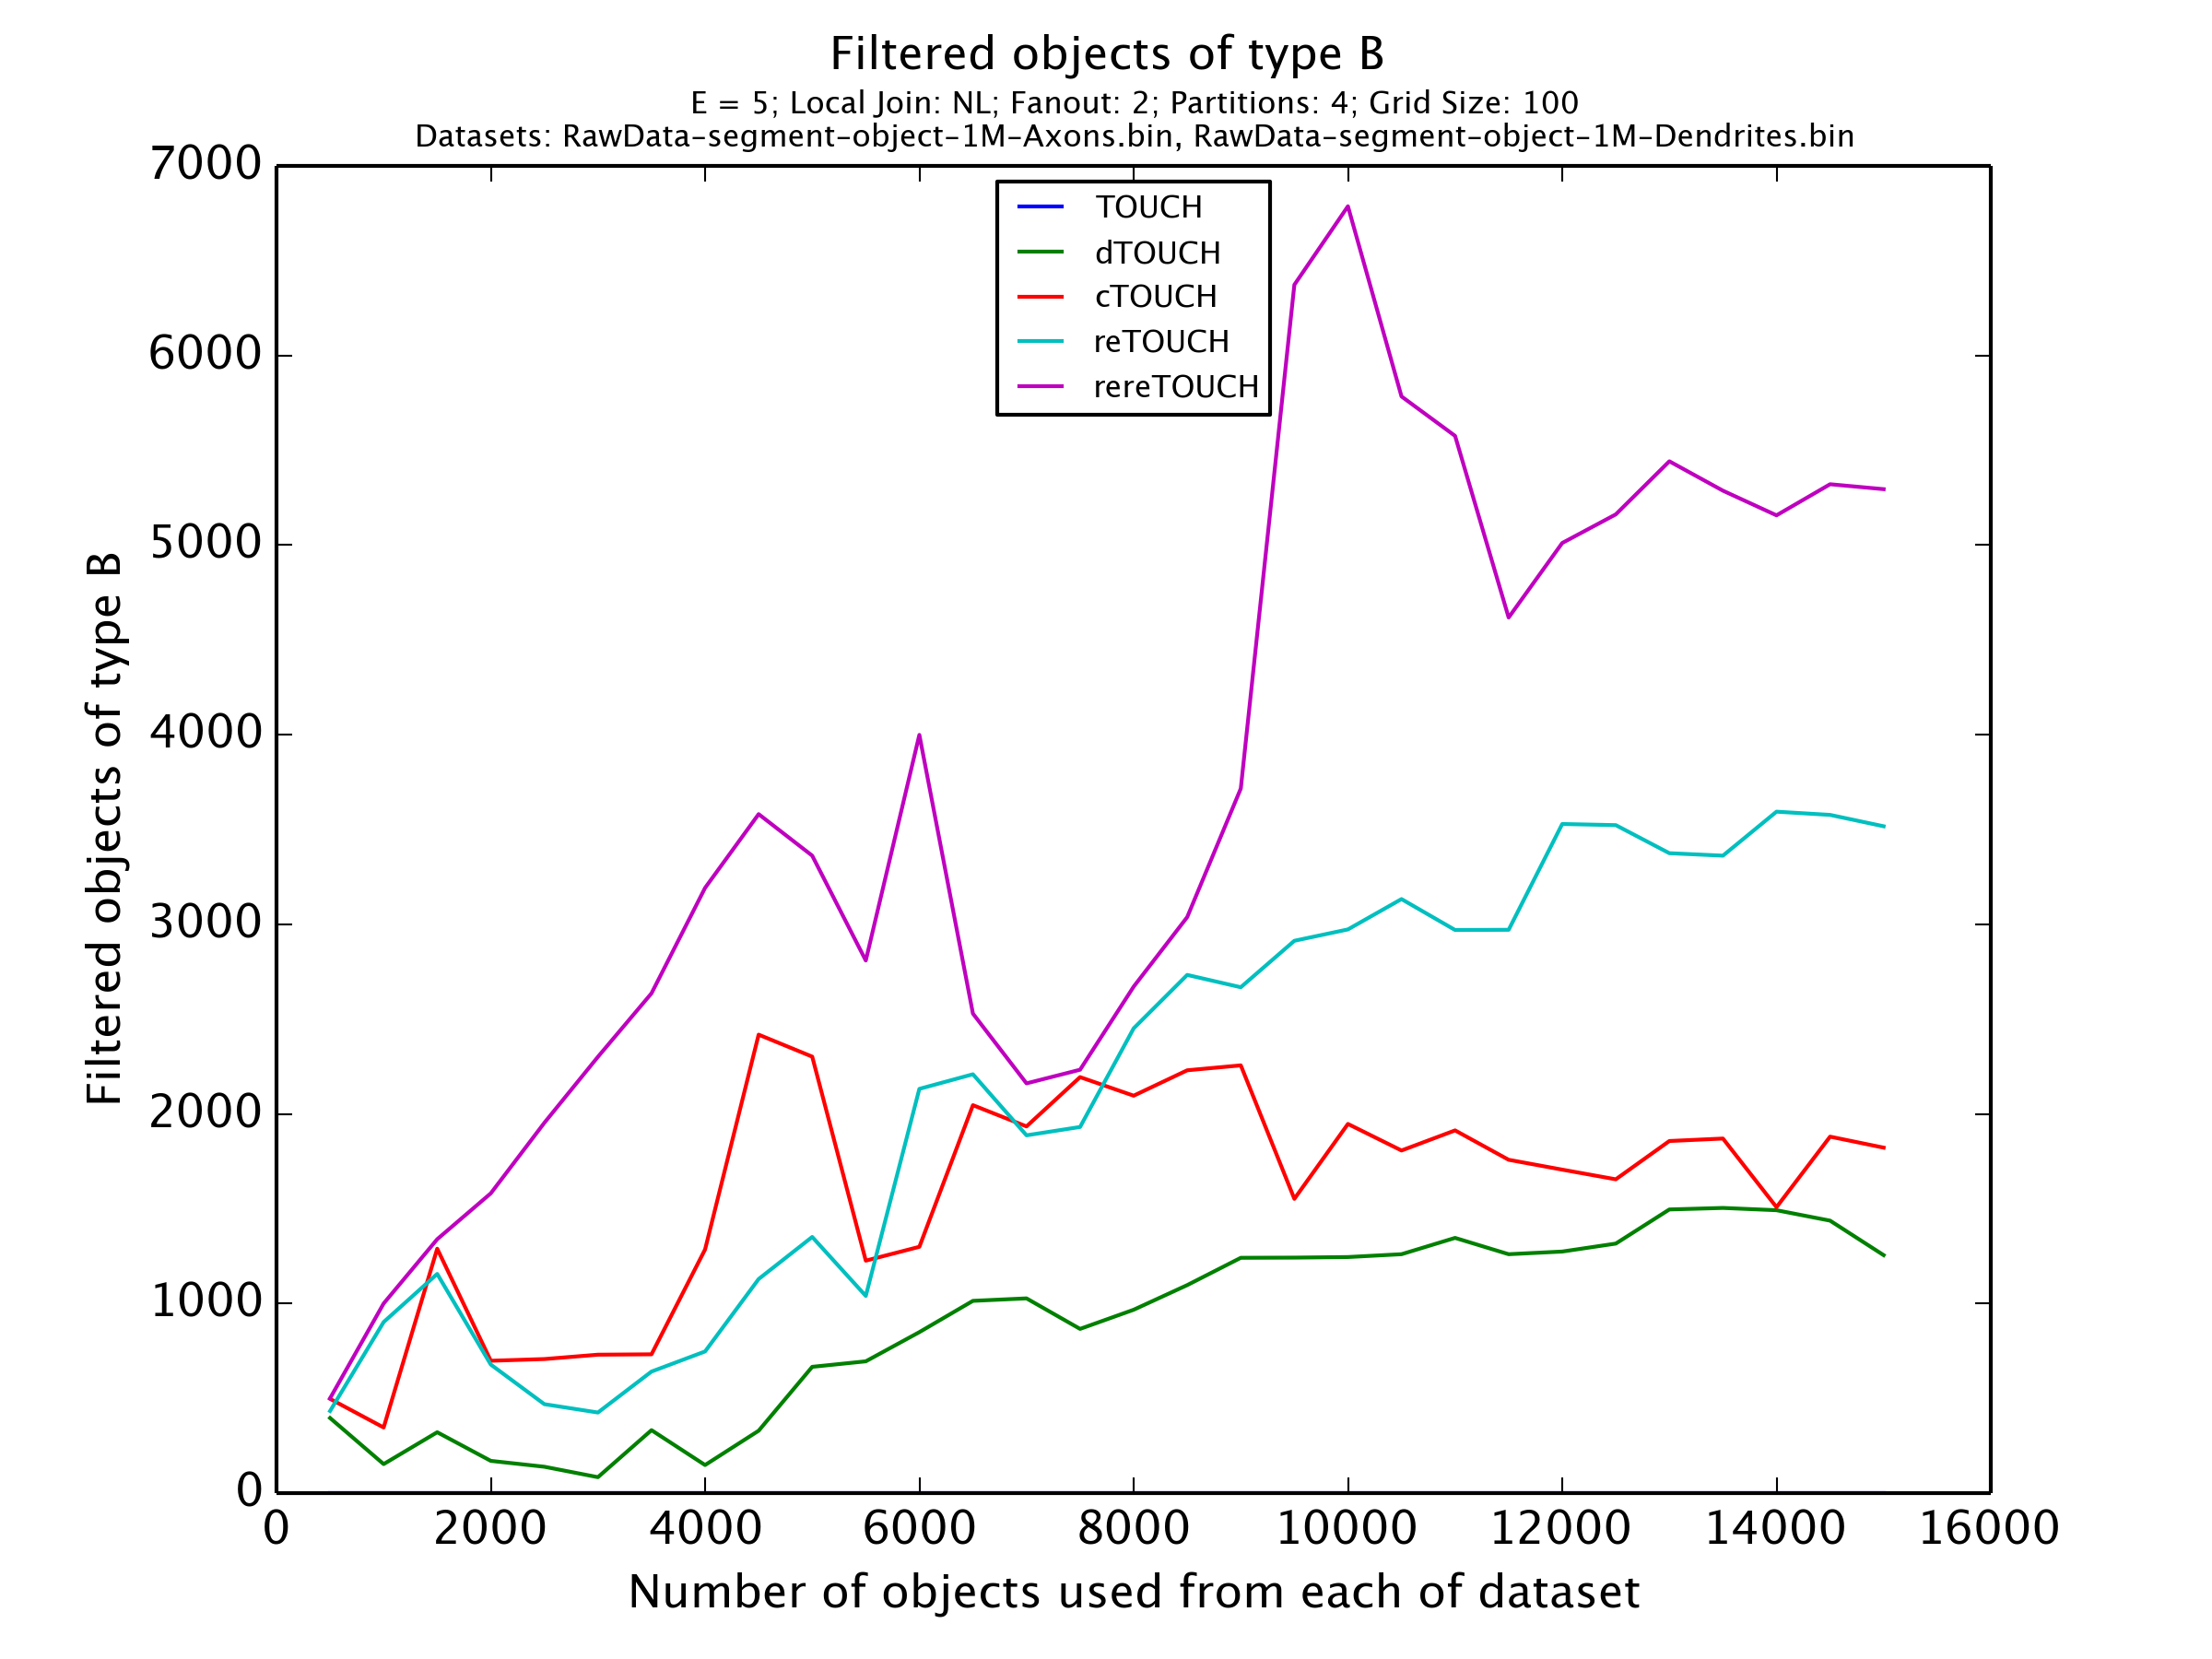 Filtered objects of type B
E = 5; Local Join: NL; Fanout: 2; Partitions: 4; Grid Size: 100
Datasets: RawData-segment-object-1M-Axons.bin, RawData-segment-object-1M-Dendrites.bin
7000
6000
5000
4000
3000
2000
1000
0
Filtered objects of type B
TOUCH
dTOUCH
cTOUCH
reTOUCH
rereTOUCH
0 2000 4000 6000 8000 10000 12000 14000 16000
Number of objects used from each of dataset